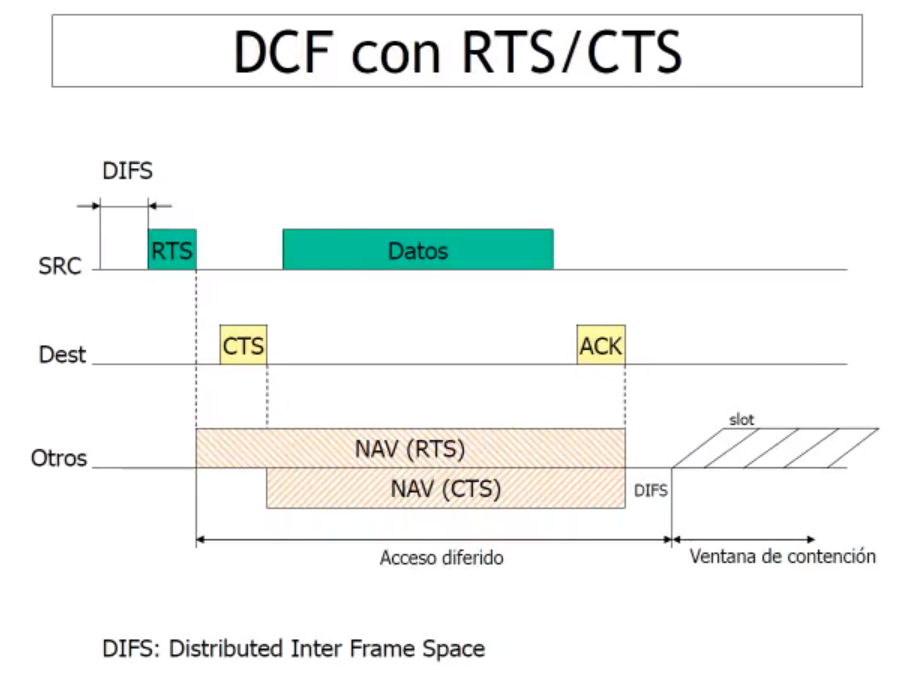 DCF con RTS/CTS
DIFS
RTS
Datos
SRC
CTS
ACK
Dest
slot
NAV (RTS)
Otros
NAV (CTS)
DIFS
Acceso diferido
Ventana de contención
DIFS: Distributed Inter Frame Space